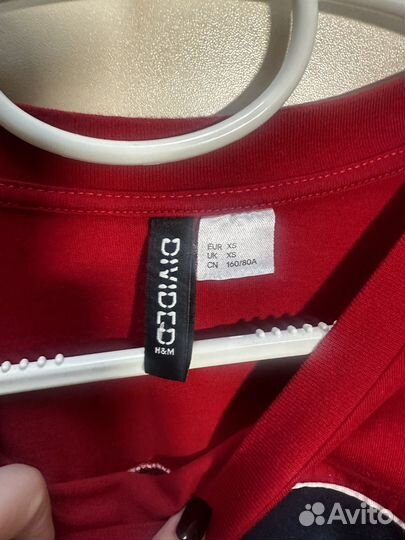 DIVIDED
H&M
EUR XS
UK XS
CN 160/80A
Avito